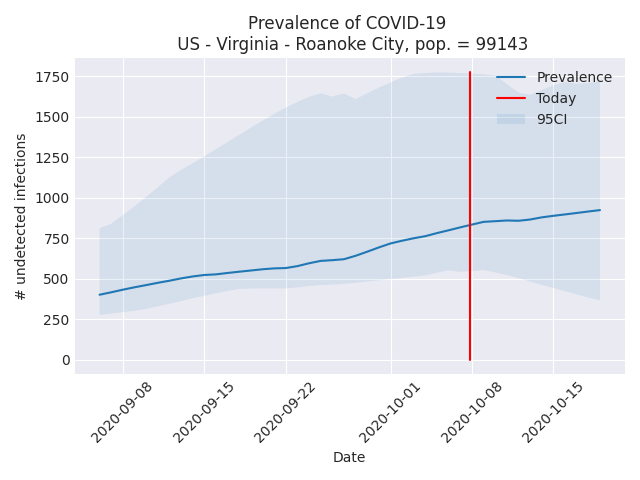 Prevalence of COVID-19
US - Virginia - Roanoke City, pop. = 99143
1750
1500
1250
1000
750
500
250
0
# undetected infections
Prevalence
Today
95CI
2020-09-08
2020-09-15
2020-09-22
2020-10-01
2020-10-08
2020-10-15
Date